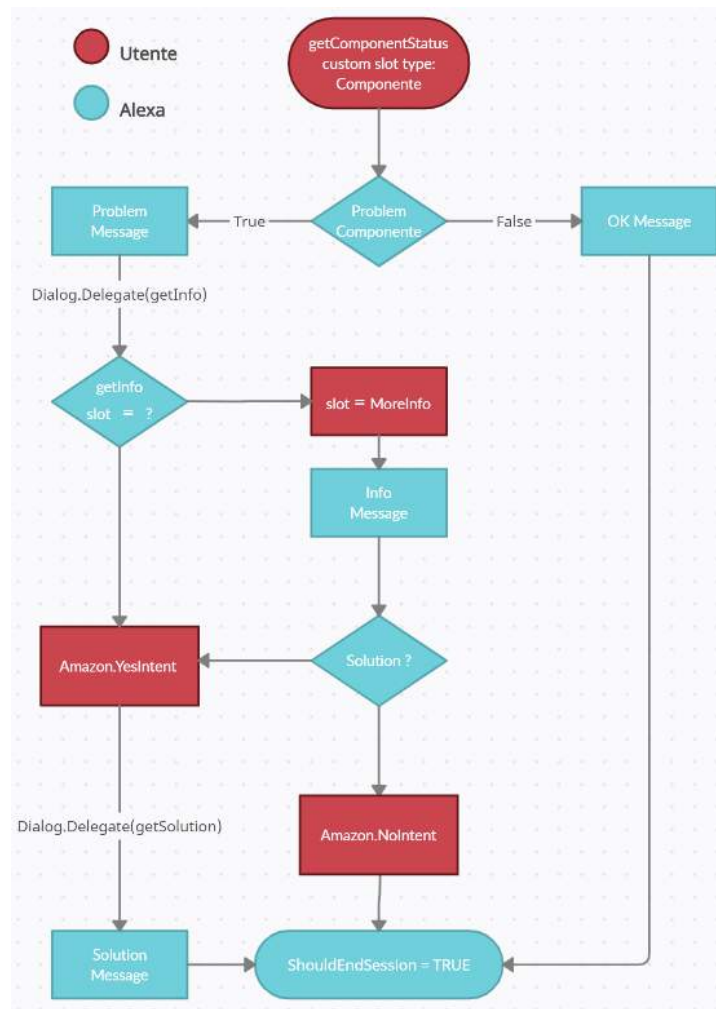 Utente
Alexa
getComponentStatus
custom slot type:
Componente
Problem
Message
True
Problem
Componente
False
OK Message
Dialog.Delegate(getInfo)
getInfo
slot = ?
slot = MoreInfo
Info
Message
Amazon.YesIntent
Solution ?
Dialog.Delegate(getSolution)
Amazon.NoIntent
Solution
Message
ShouldEndSession = TRUE